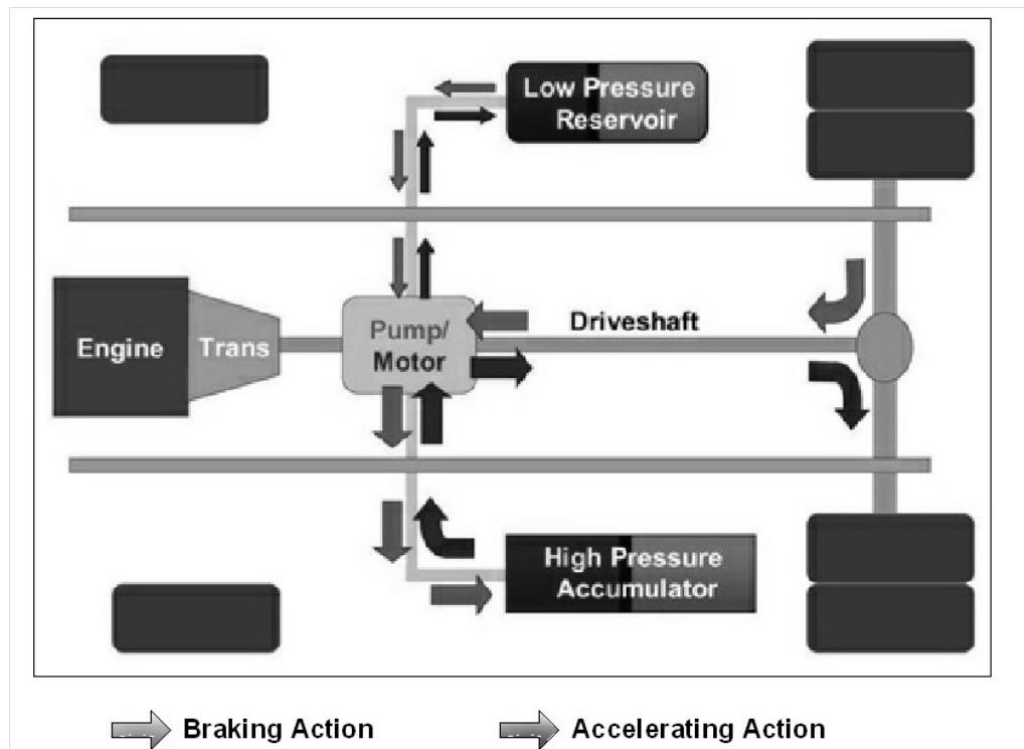 Low Pressure
Reservoir
Engine
Trans
Pump/
Motor
Driveshaft
High Pressure
Accumulator
Braking Action
Accelerating Action